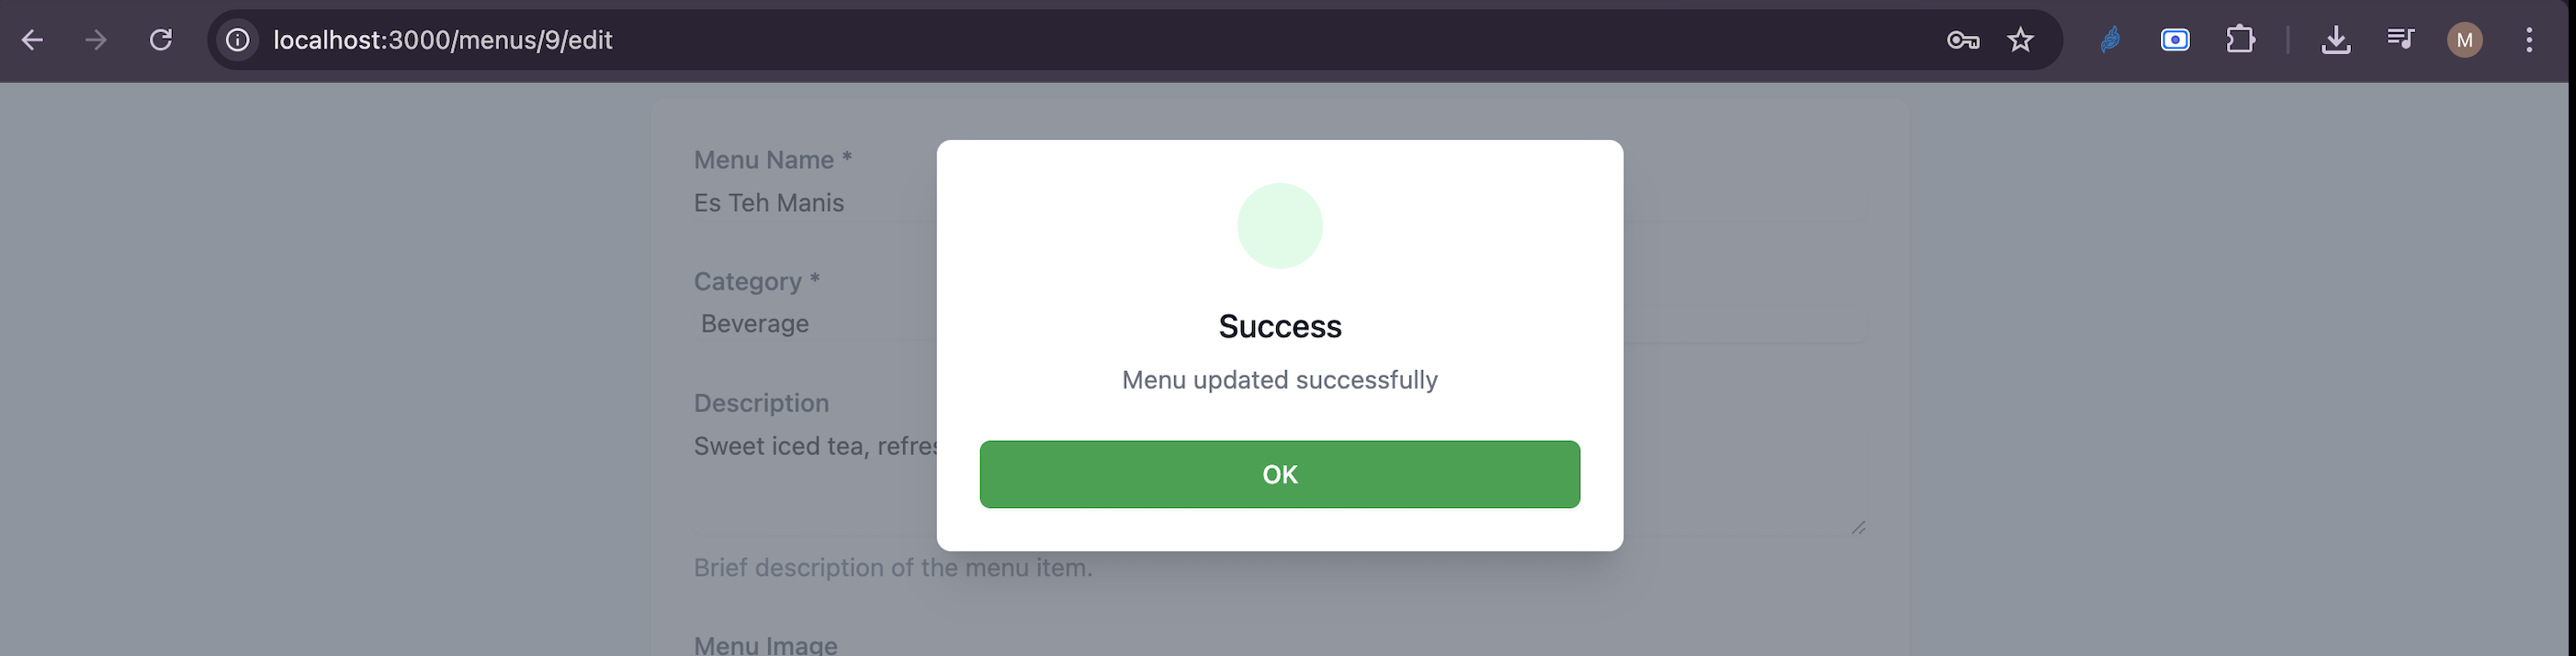 localhost:3000/menus/9/edit
M
Menu Name *
Es Teh Manis
Category *
Beverage
Description
Sweet iced tea, refres
Brief description of the menu item.
Menu Image
Success
Menu updated successfully
OK